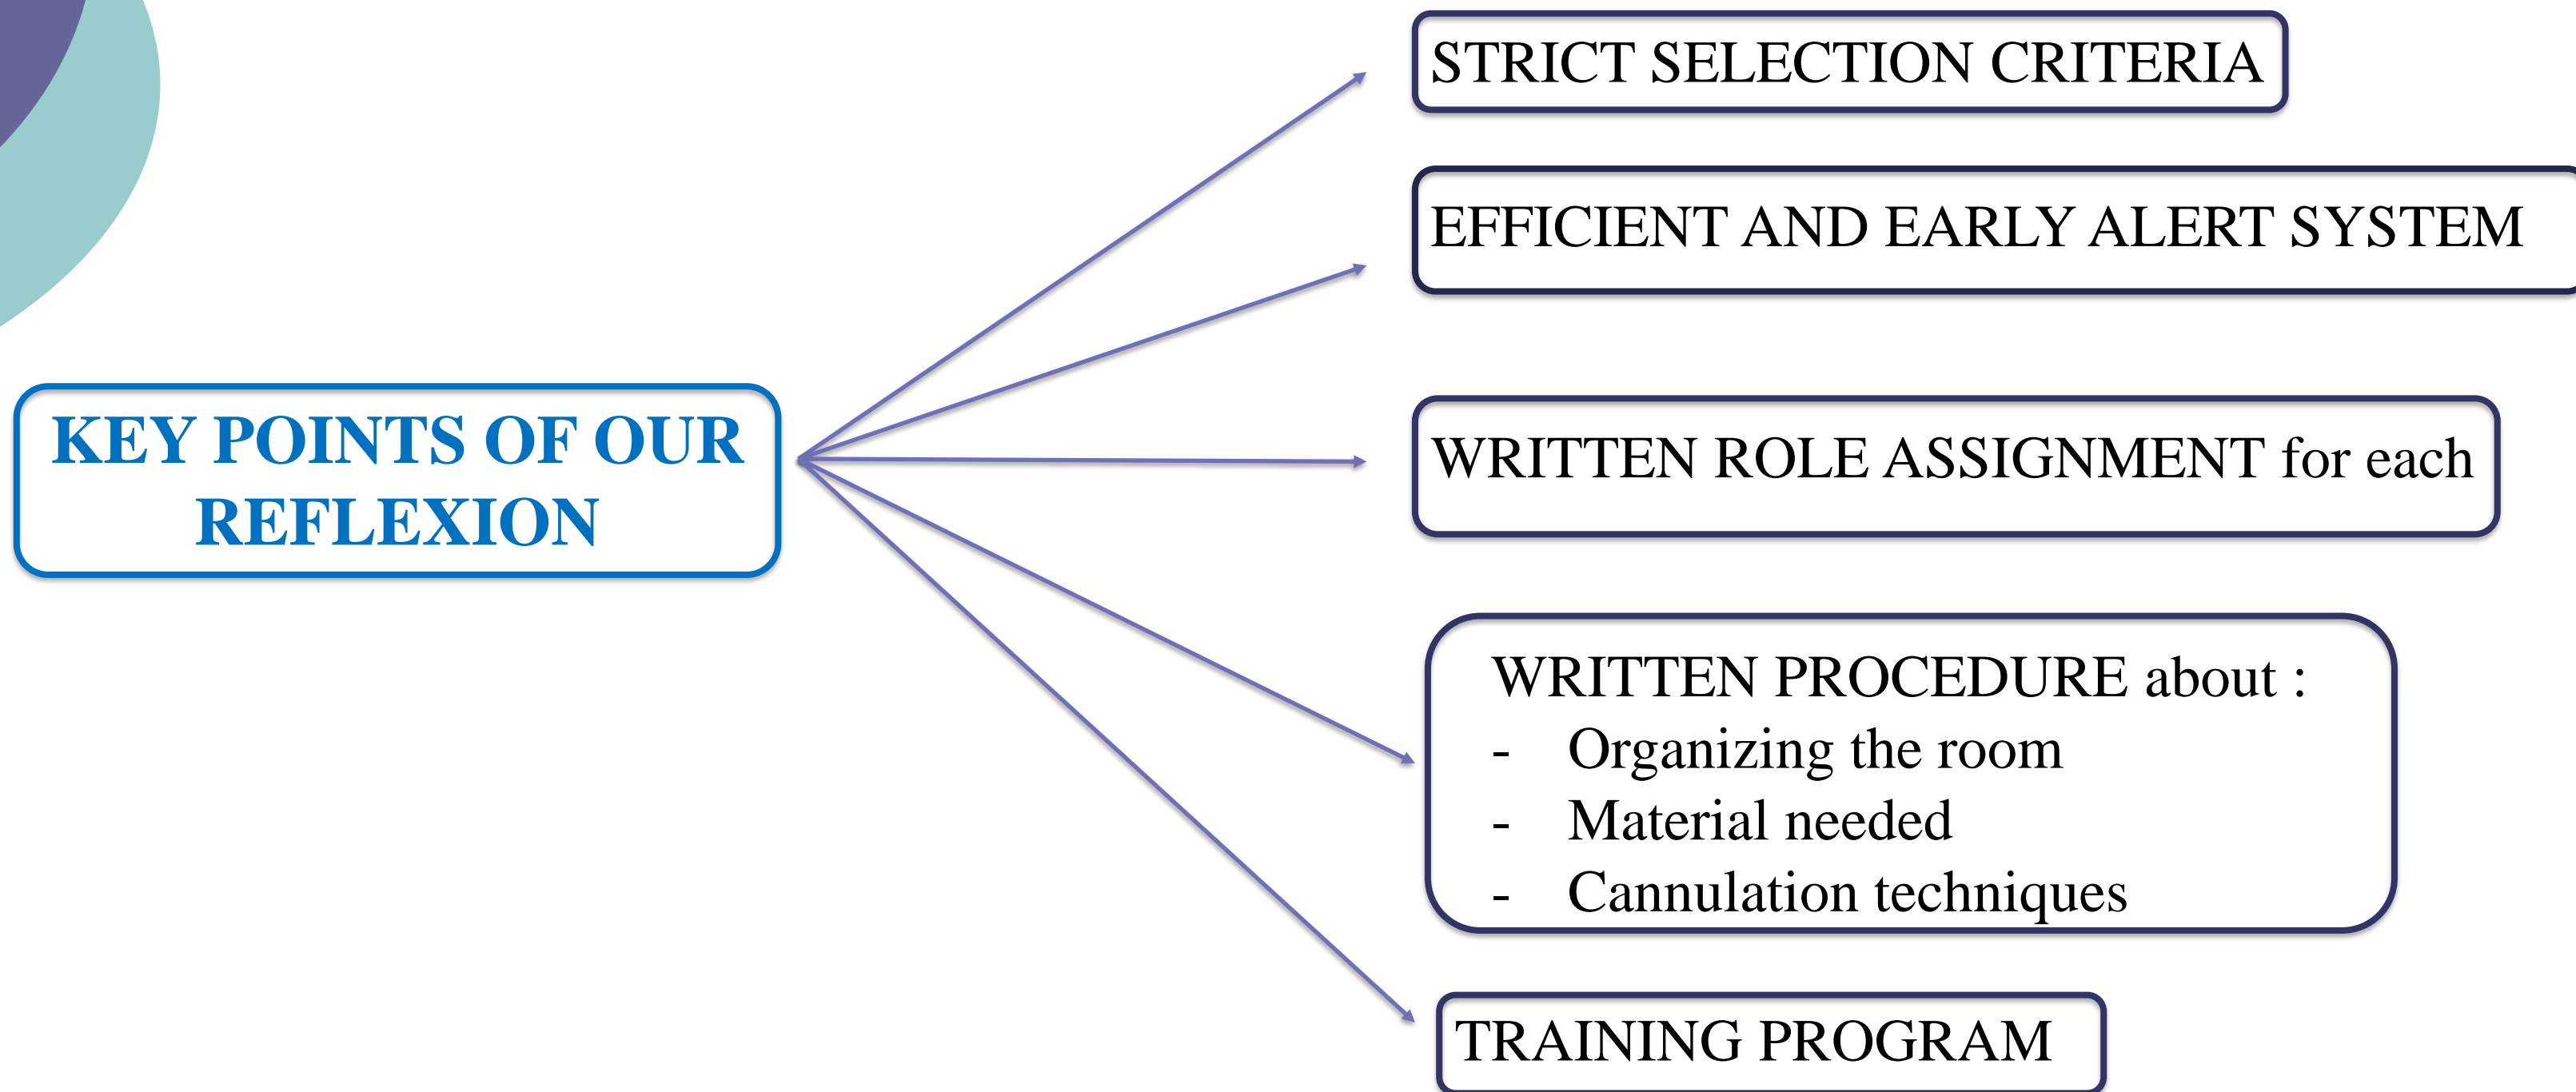 KEY POINTS OF OUR
REFLEXION
STRICT SELECTION CRITERIA
EFFICIENT AND EARLY ALERT SYSTEM
WRITTEN ROLE ASSIGNMENT for each
WRITTEN PROCEDURE about :
- Organizing the room
- Material needed
- Cannulation techniques
TRAINING PROGRAM